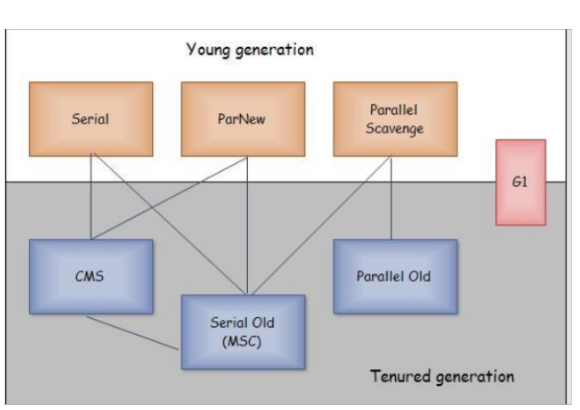 Young generation
Serial
ParNew
Parallel
Scavenge
G1
CMS
Parallel Old
Serial Old
(MSC)
Tenured generation